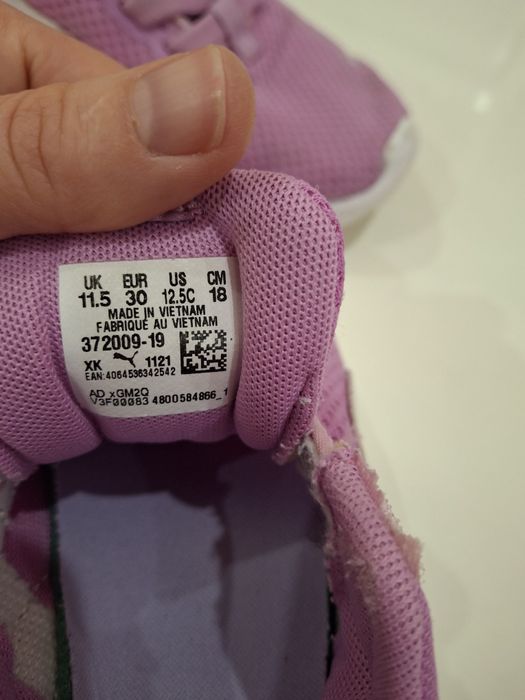 UK EUR US CM
11.5 30 12.5C 18
MADE IN VIETNAM
FABRIQUÉ AU VIETNAM
372009-19
XK 1121
EAN:4064536342542
AD xGM2Q
V3F00083 4800584866_1